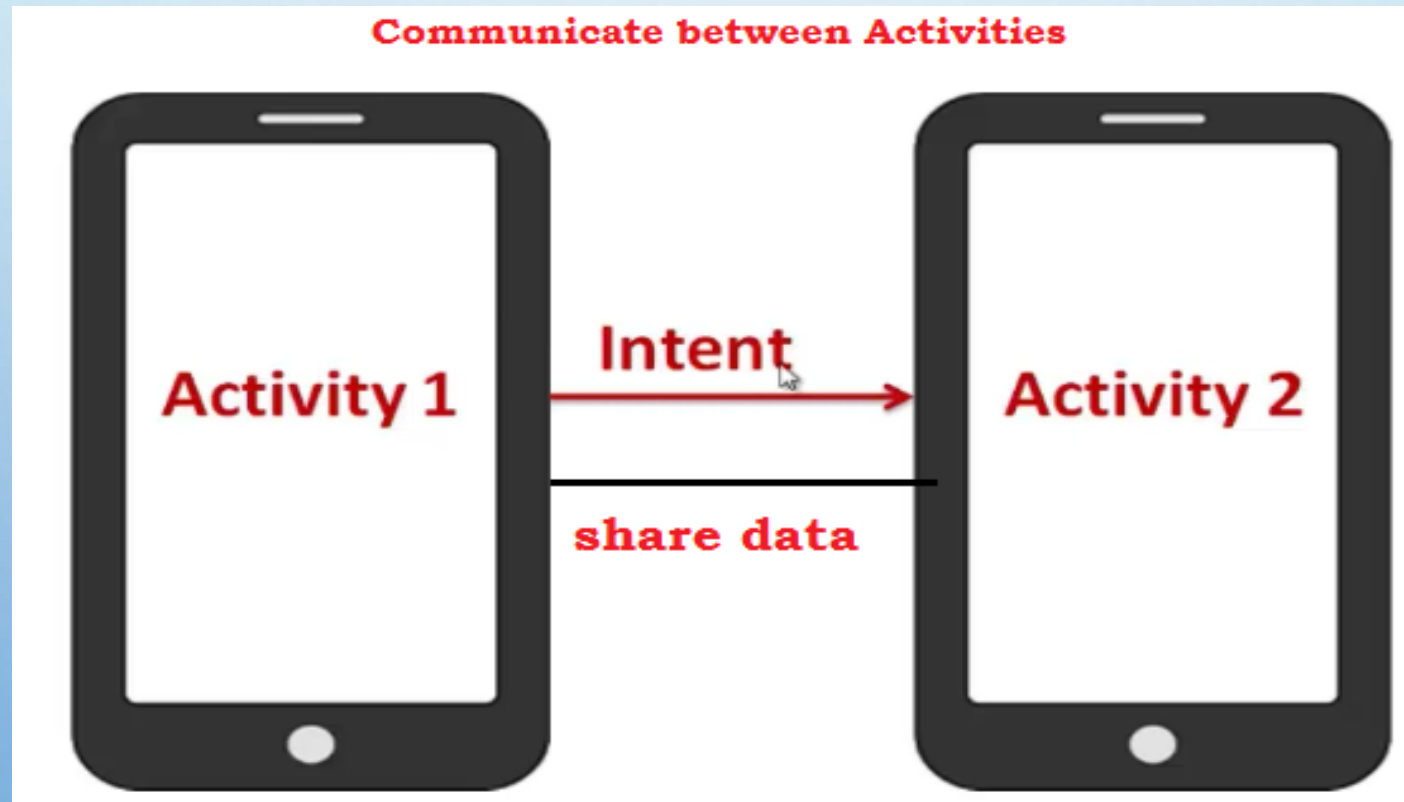 Communicate between Activities
Intent
Activity 1
Activity 2
share data